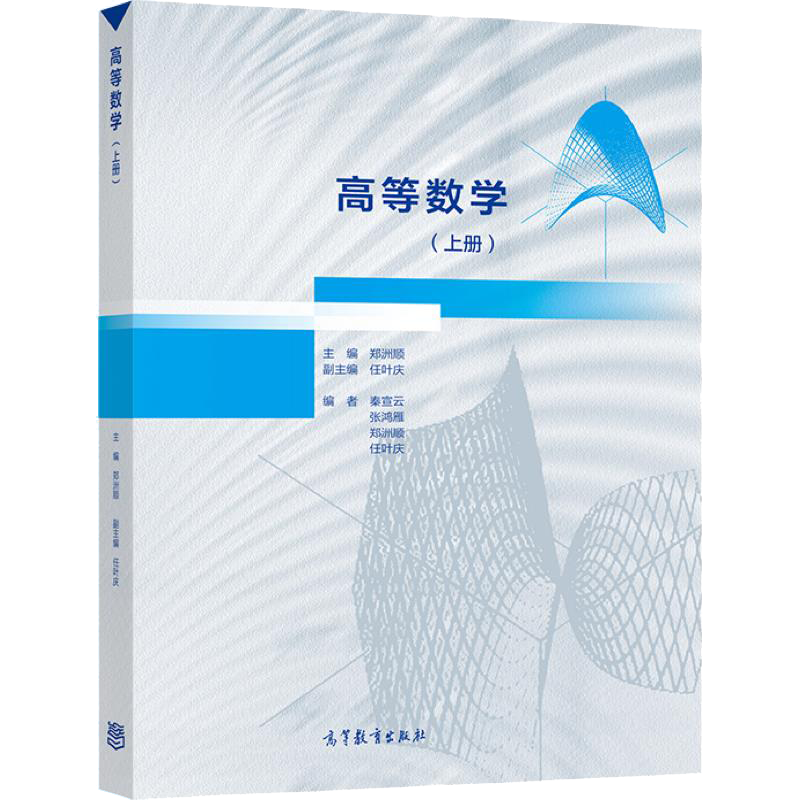 高等数学
（上册）
主编 郑洲顺
副主编 任叶庆
编者 秦宣云
张鸿雁
郑洲顺
任叶庆
高等教育出版社
高等数学（上册）
主编 郑洲顺 副主编 任叶庆